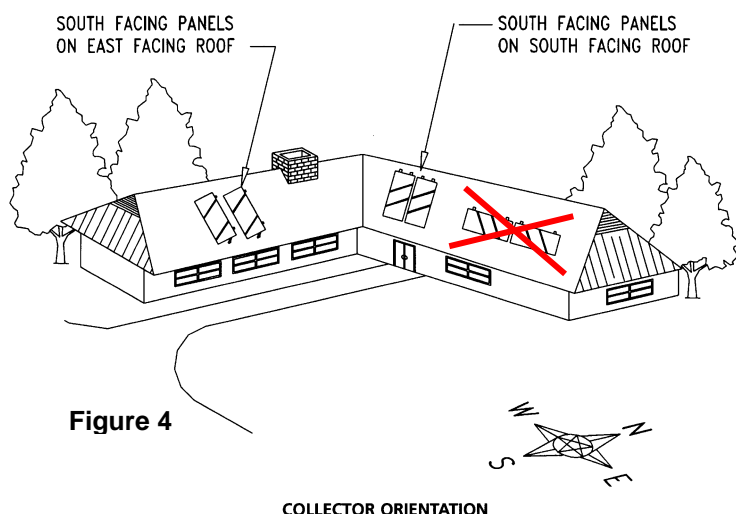 SOUTH FACING PANELS
ON EAST FACING ROOF
SOUTH FACING PANELS
ON SOUTH FACING ROOF
Figure 4
W
N
S
E
COLLECTOR ORIENTATION